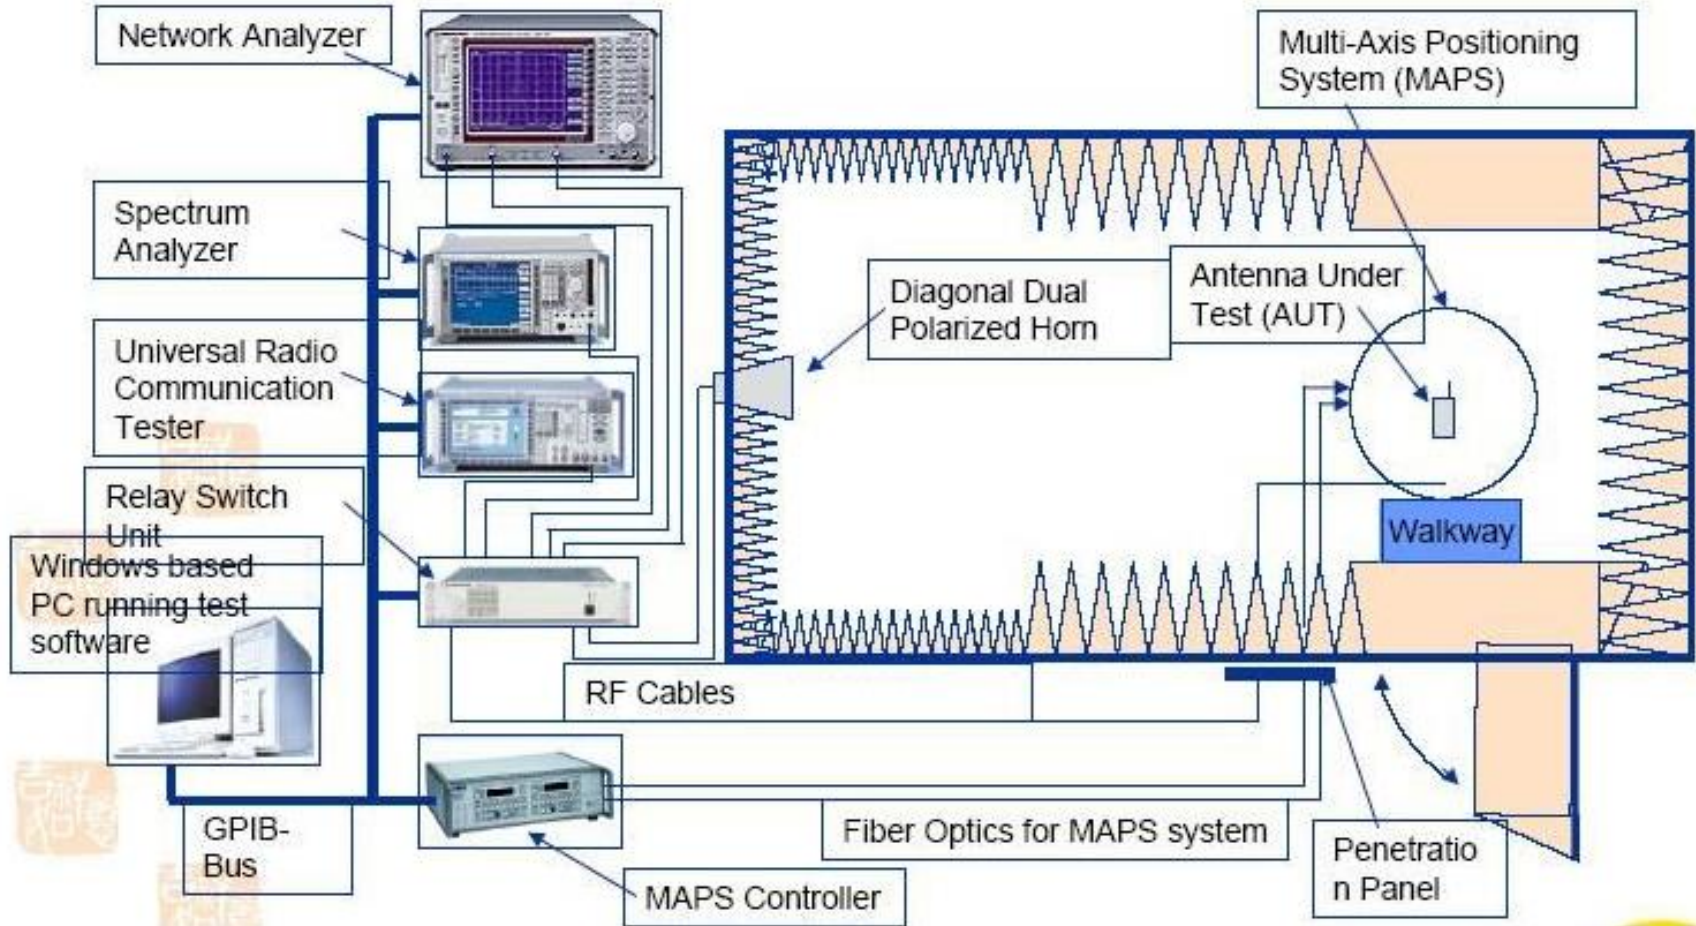 Network Analyzer
Multi-Axis Positioning
System (MAPS)
Spectrum
Analyzer
Diagonal Dual
Polarized Horn
Antenna Under
Test (AUT)
Universal Radio
Communication
Tester
Relay Switch
Unit
Walkway
Windows based
PC running test
software
RF Cables
GPIB-
Bus
Fiber Optics for MAPS system
Penetratio
n Panel
MAPS Controller